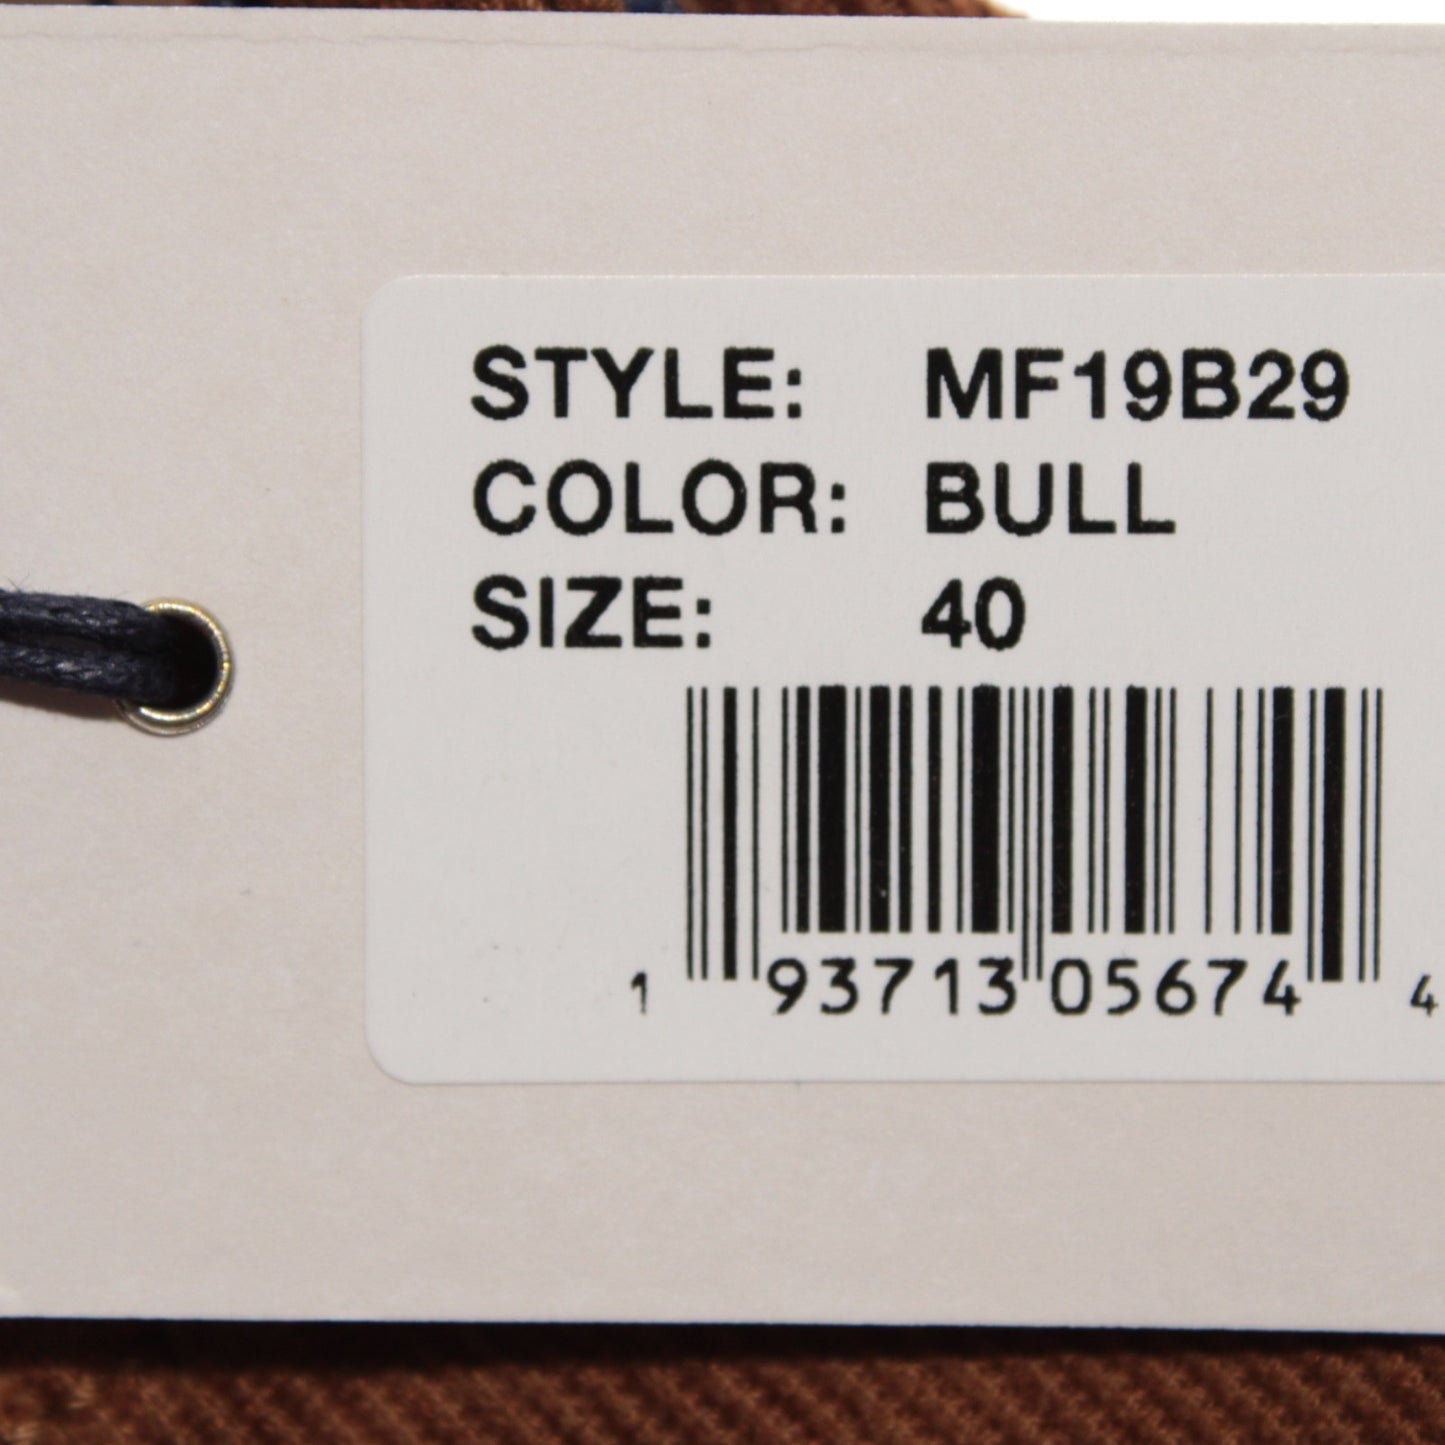 STYLE: MF19B29
COLOR: BULL
SIZE: 40
1 93713 05674 4